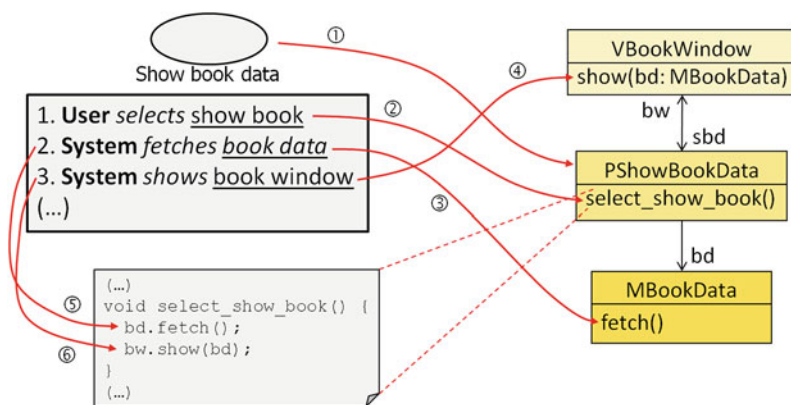 ①
Show book data
1. User selects show book
2. System fetches book data
3. System shows book window
(...)
②
③
④
VBookWindow
show(bd: MBookData)
bw
sbd
PShowBookData
select_show_book()
bd
MBookData
fetch()
⑤
⑥
(...)
void select_show_book() {
bd.fetch();
bw.show(bd);
}
(...)